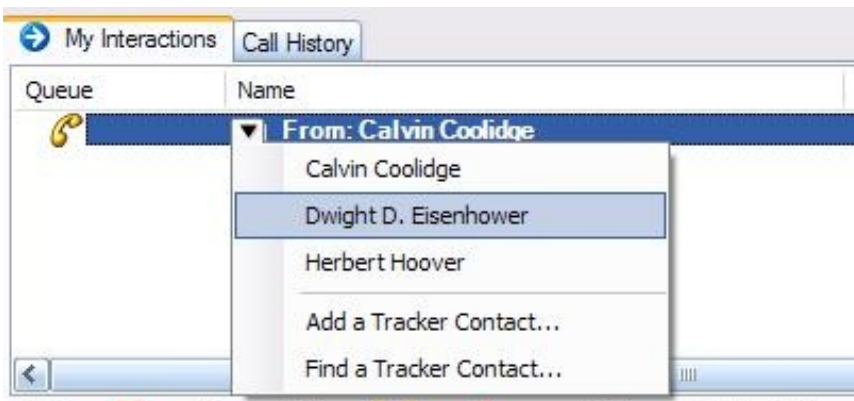 My Interactions Call History
Queue Name
From: Calvin Coolidge
Calvin Coolidge
Dwight D. Eisenhower
Herbert Hoover
Add a Tracker Contact...
Find a Tracker Contact...